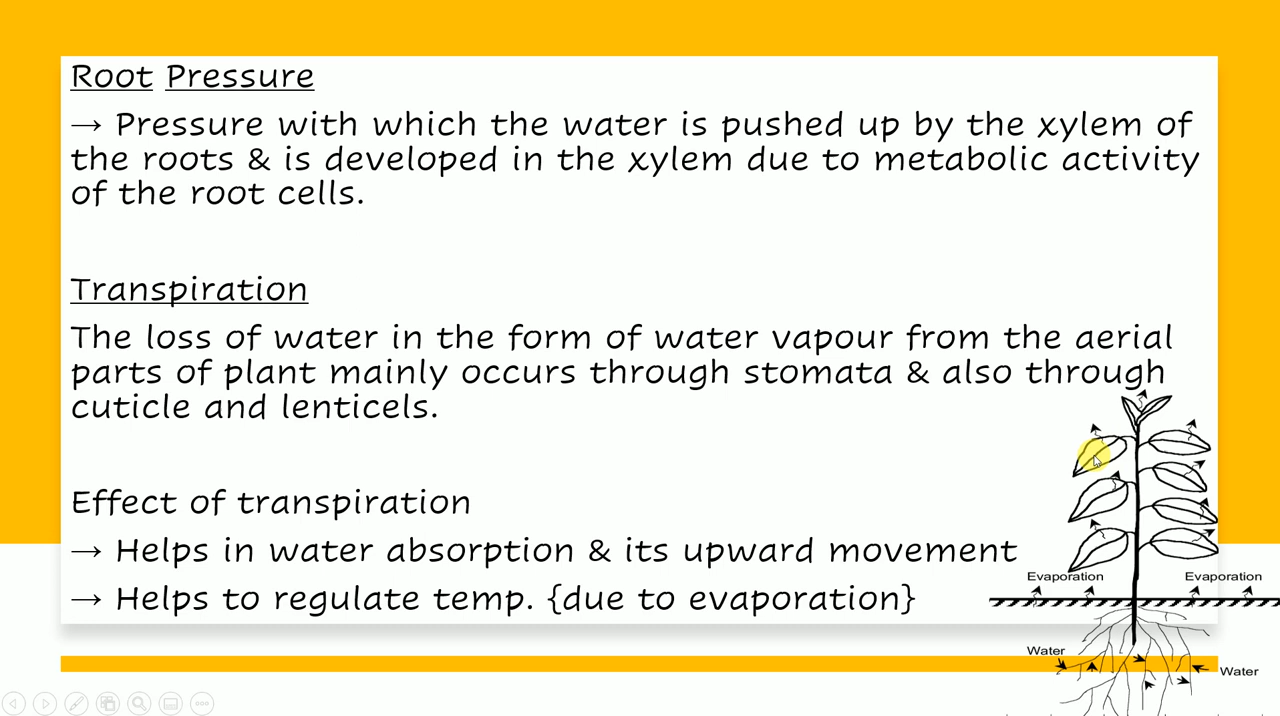 Root Pressure
→ Pressure with which the water is pushed up by the xylem of
the roots & is developed in the xylem due to metabolic activity
of the root cells.
Transpiration
The loss of water in the form of water vapour from the aerial
parts of plant mainly occurs through stomata & also through
cuticle and lenticels.
Effect of transpiration
→ Helps in water absorption & its upward movement
→ Helps to regulate temp. {due to evaporation}
Evaporation
Evaporation
Water
Water